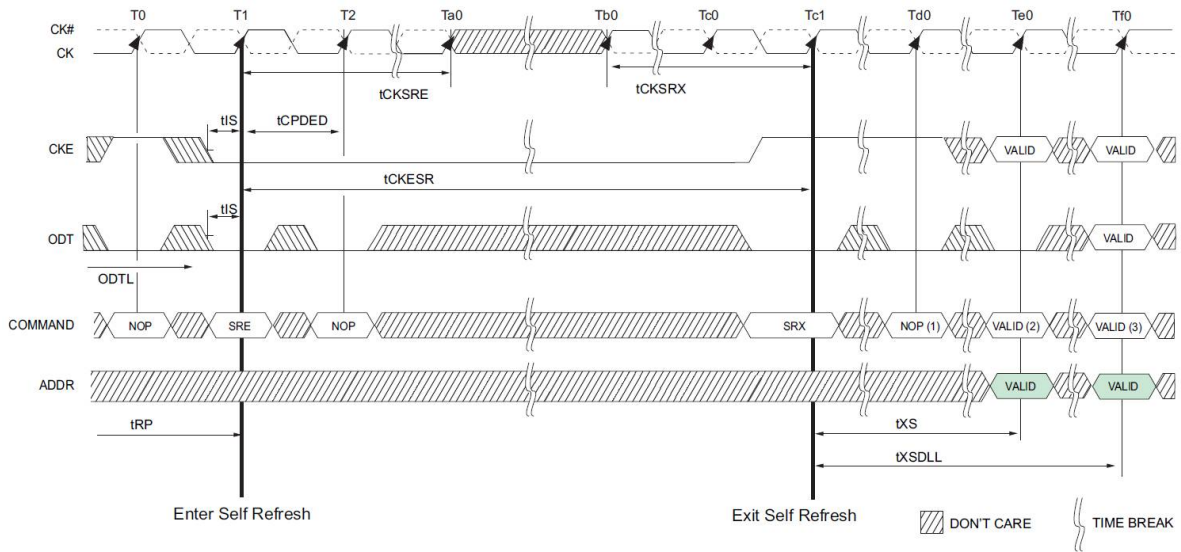 T0 T1 T2 Ta0 Tb0 Tc0 Tc1 Td0 Te0 Tf0
CK#
CK
tCKSRE tCKSRX
tIS tCPDED
CKE VALID VALID
tCKESR
tIS
ODT VALID
ODTL
COMMAND NOP SRE NOP SRX NOP (1) VALID (2) VALID (3)
ADDR VALID VALID
tRP tXS
tXSDLL
Enter Self Refresh Exit Self Refresh
DON'T CARE TIME BREAK